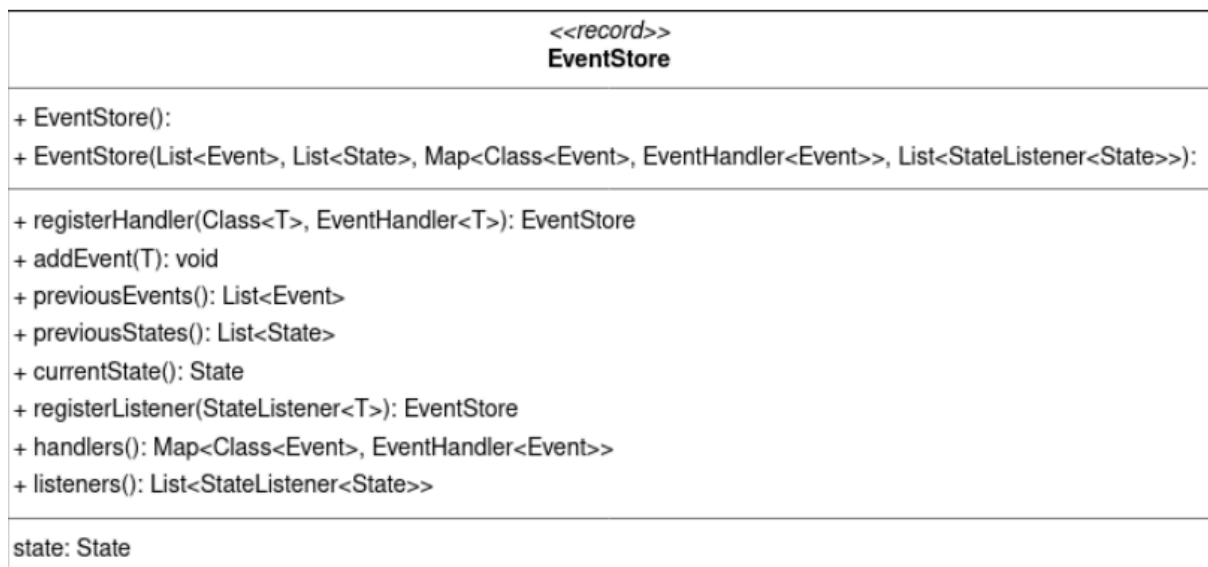 <<record>>
EventStore
+ EventStore():
+ EventStore(List<Event>, List<State>, Map<Class<Event>, EventHandler<Event>>, List<StateListener<State>>):
+ registerHandler(Class<T>, EventHandler<T>): EventStore
+ addEvent(T): void
+ previousEvents(): List<Event>
+ previousStates(): List<State>
+ currentState(): State
+ registerListener(StateListener<T>): EventStore
+ handlers(): Map<Class<Event>, EventHandler<Event>>
+ listeners(): List<StateListener<State>>
state: State